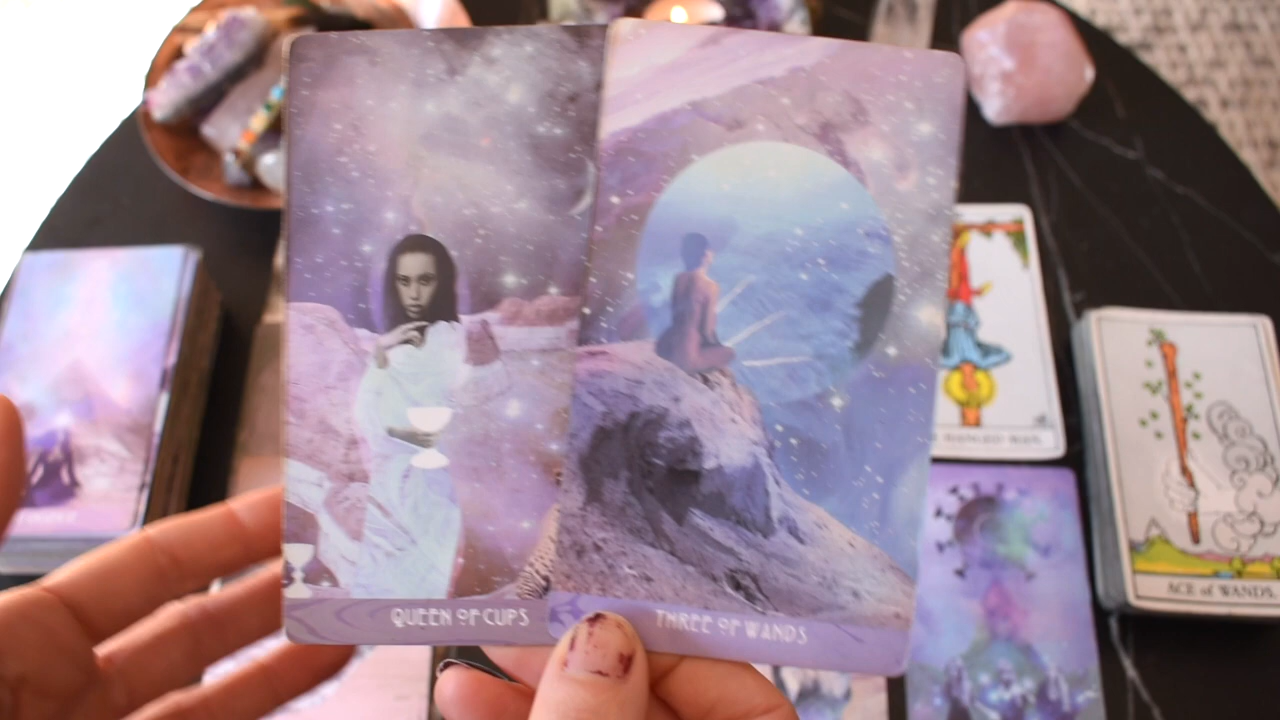 QUEEN OF CUPS
THREE OF WANDS
ACE of WANDS.